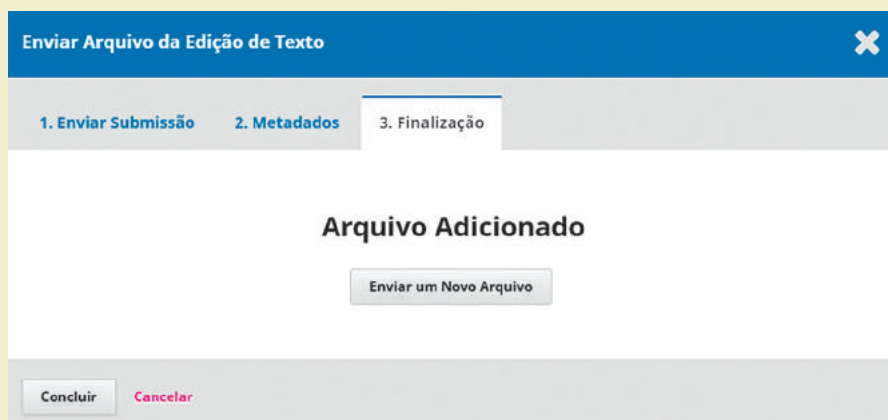 Enviar Arquivo da Edição de Texto
1. Enviar Submissão 2. Metadados 3. Finalização
Arquivo Adicionado
Enviar um Novo Arquivo
Concluir Cancelar